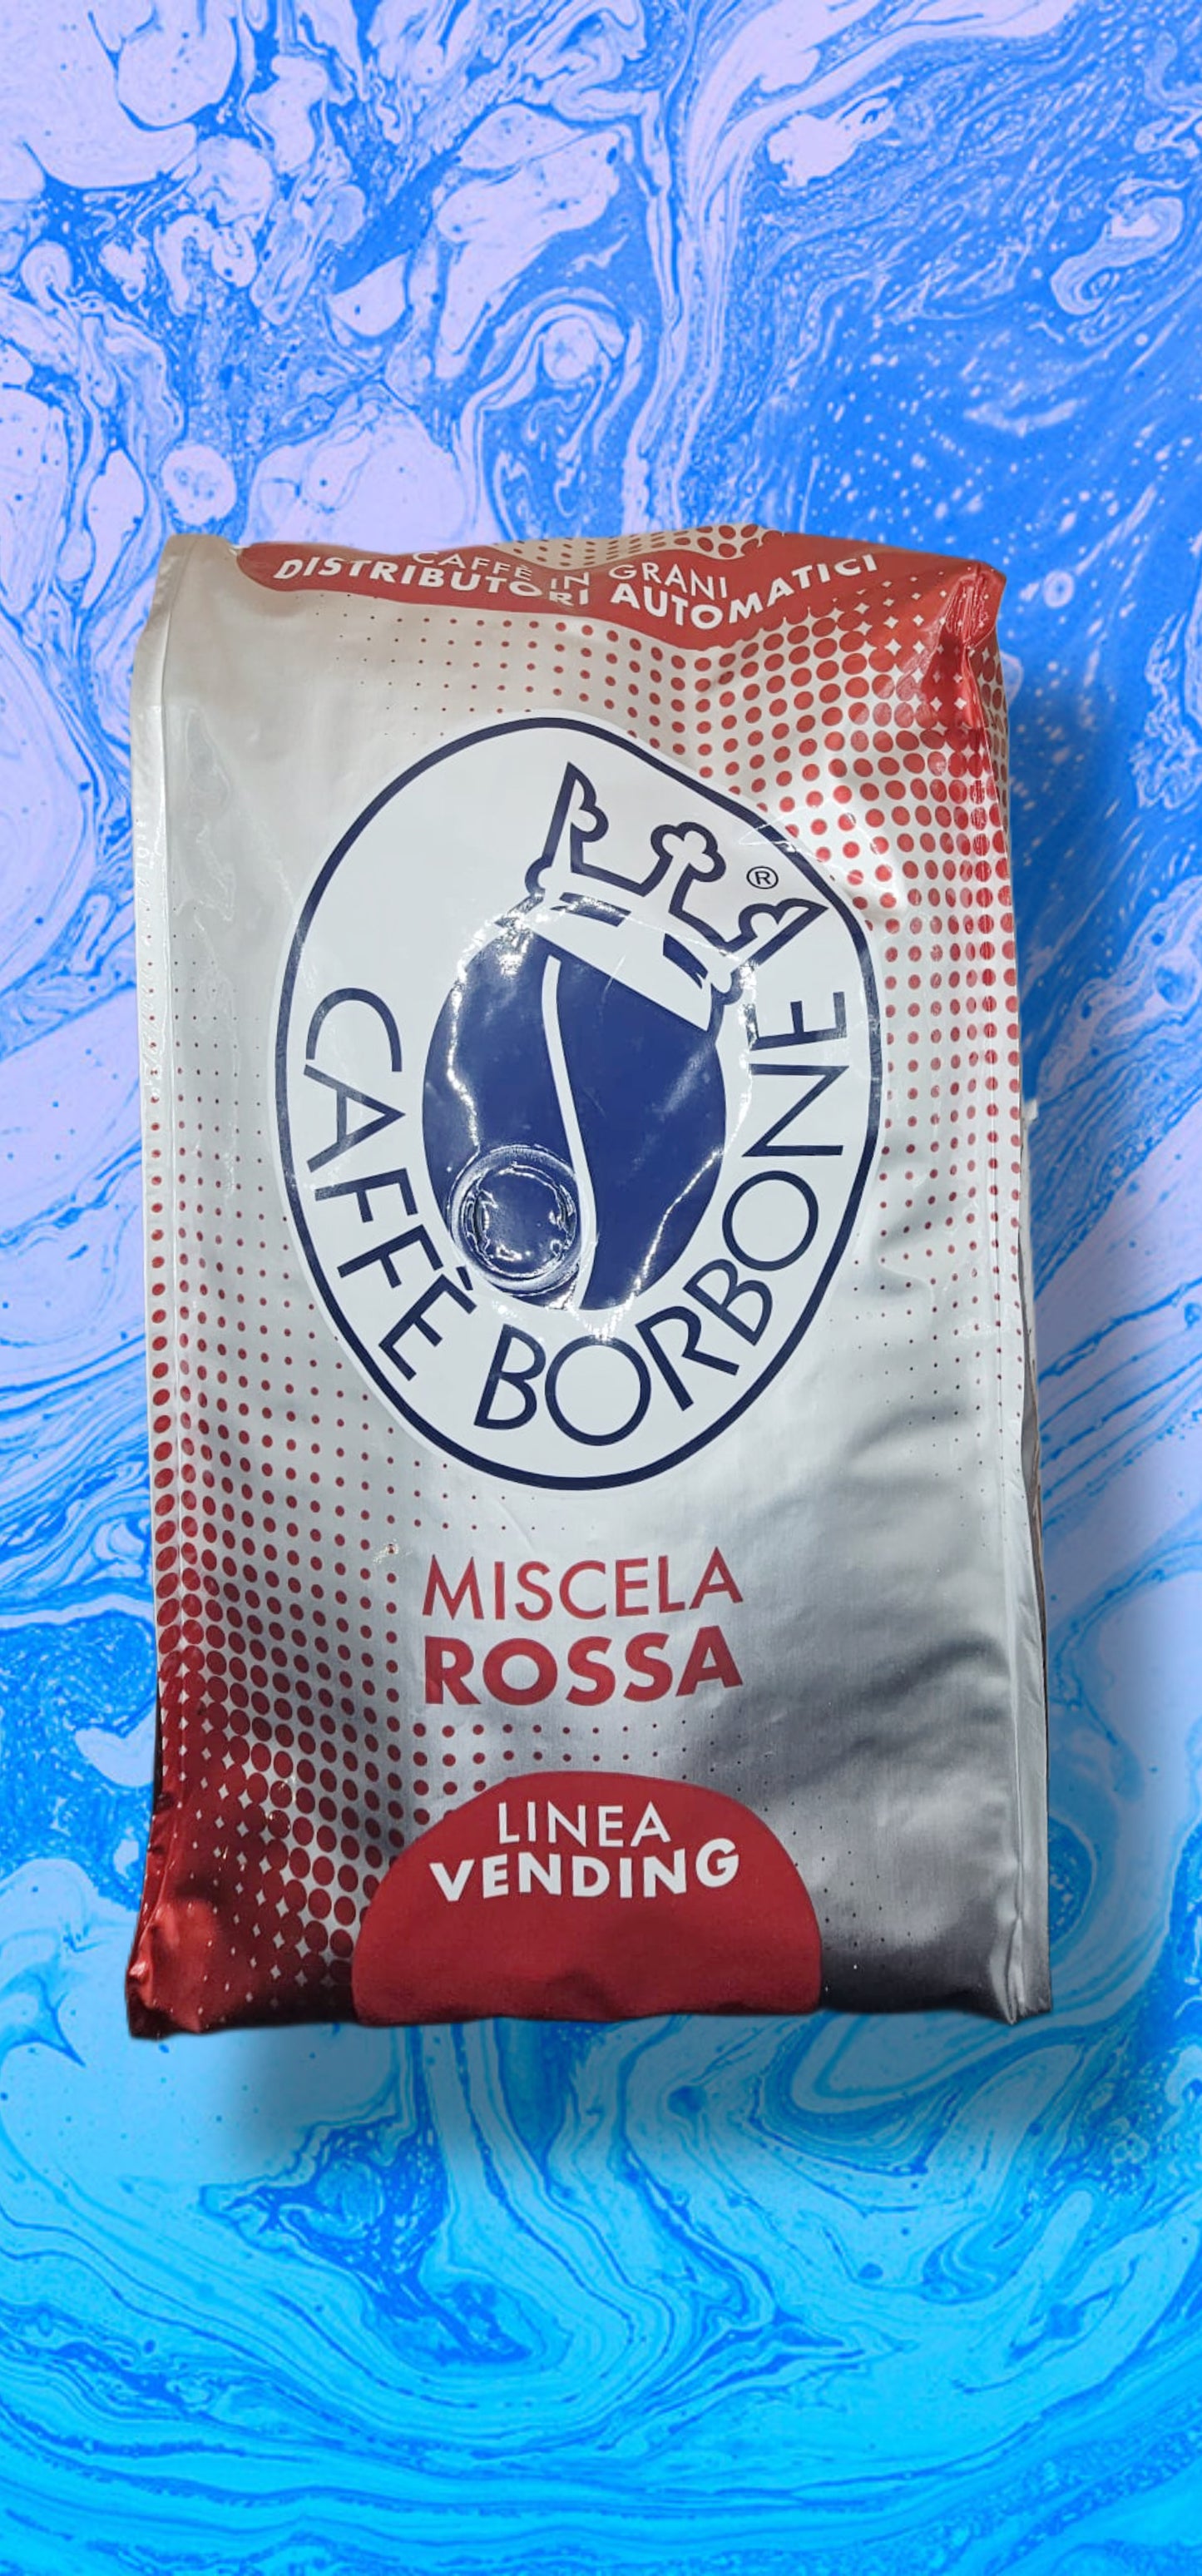 CAFFÈ IN GRANI
DISTRIBUTORI AUTOMATICI
®
CAFFÈ BORBONE
MISCELA
ROSSA
LINEA
VENDING